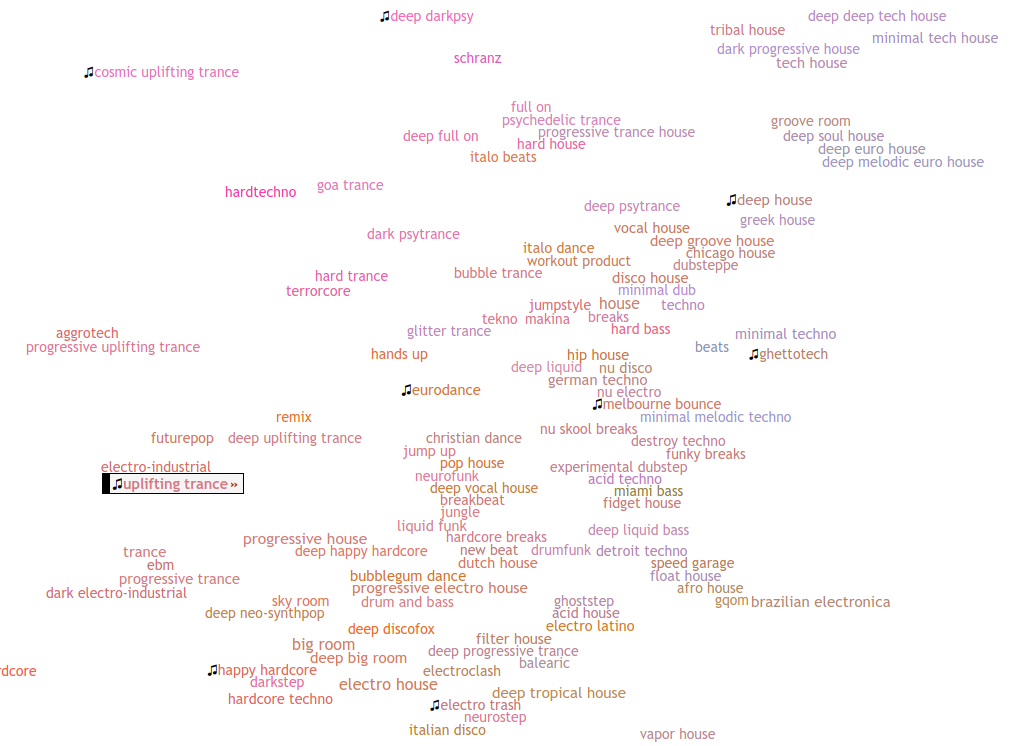 ♫deep darkpsy
deep deep tech house
tribal house
minimal tech house
dark progressive house
schranz
tech house
♫cosmic uplifting trance
full on
psychedelic trance
groove room
progressive trance house
deep full on
deep soul house
hard house
deep euro house
italo beats
deep melodic euro house
goa trance
hardtechno
♫deep house
deep psytrance
greek house
vocal house
dark psytrance
deep groove house
italo dance
chicago house
workout product
dubsteppe
bubble trance
hard trance
disco house
terrorcore
minimal dub
jumpstyle
house
techno
tekno
makina
breaks
glitter trance
hard bass
aggrotech
minimal techno
progressive uplifting trance
beats
hands up
hip house
♫ghettotech
deep liquid
nu disco
german techno
♫eurodance
nu electro
♫melbourne bounce
remix
minimal melodic techno
nu skool breaks
futurepop
deep uplifting trance
christian dance
destroy techno
jump up
funky breaks
pop house
electro-industrial
experimental dubstep
neurofunk
acid techno
♫uplifting trance»
deep vocal house
miami bass
breakbeat
fidget house
jungle
liquid funk
deep liquid bass
progressive house
hardcore breaks
trance
deep happy hardcore
new beat
drumfunk
detroit techno
ebm
dutch house
speed garage
progressive trance
bubblegum dance
float house
dark electro-industrial
progressive electro house
afro house
sky room
drum and bass
ghoststep
gqom
brazilian electronica
deep neo-synthpop
acid house
deep discofox
electro latino
big room
filter house
deep progressive trance
deep big room
balearic
rdcore
♫happy hardcore
electroclash
darkstep
electro house
deep tropical house
hardcore techno
♫electro trash
neurostep
italian disco
vapor house